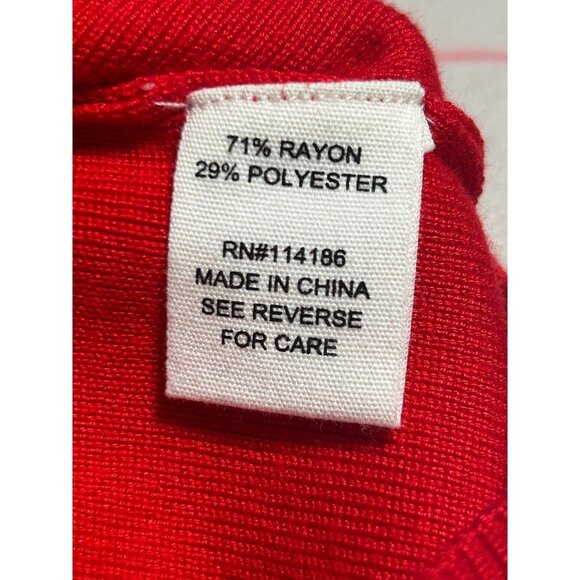 71% RAYON
29% POLYESTER
RN#114186
MADE IN CHINA
SEE REVERSE
FOR CARE